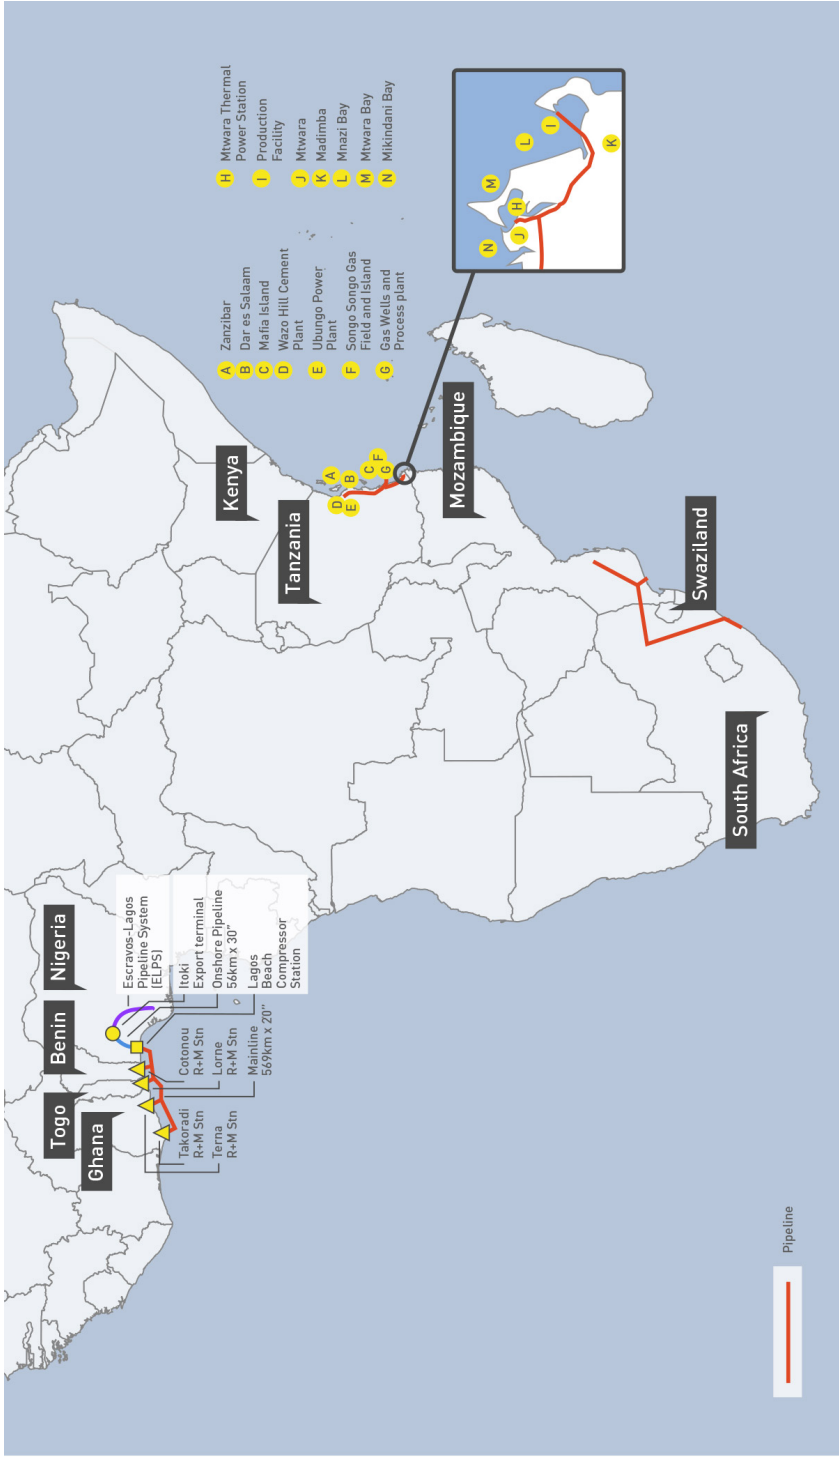 Togo
Benin
Nigeria
Ghana
Escravos-Lagos
Pipeline System
(ELPS)
Itoki
Export terminal
Onshore Pipeline
56km x 30”
Lagos
Beach
Compressor
Station
Takoradi
R+M Stn
Terna
R+M Stn
Cotonou
R+M Stn
Lorne
R+M Stn
Mainline
569km x 20”
Kenya
Tanzania
Mozambique
Swaziland
South Africa
A
B
C
D
E
F
G
A Zanzibar
B Dar es Salaam
C Mafia Island
D Wazo Hill Cement
Plant
E Ubungo Power
Plant
F Songo Songo Gas
Field and Island
G Gas Wells and
Process plant
H Mtwara Thermal
Power Station
I Production
Facility
J Mtwara
K Madimba
L Mnazi Bay
M Mtwara Bay
N Mikindani Bay
N
M
L
J
H
I
K
Pipeline